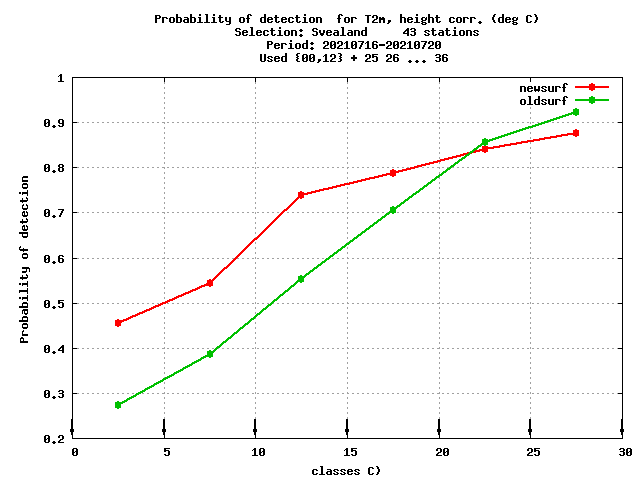 Probability of detection  for T2m, height corr. (deg C)
Selection: Svealand     43 stations
Period: 20210716-20210720
Used {00,12} + 25 26 ... 36
newsurf
oldsurf
1
0.9
0.8
0.7
0.6
0.5
0.4
0.3
0.2
Probability of detection
0 5 10 15 20 25 30
classes C)